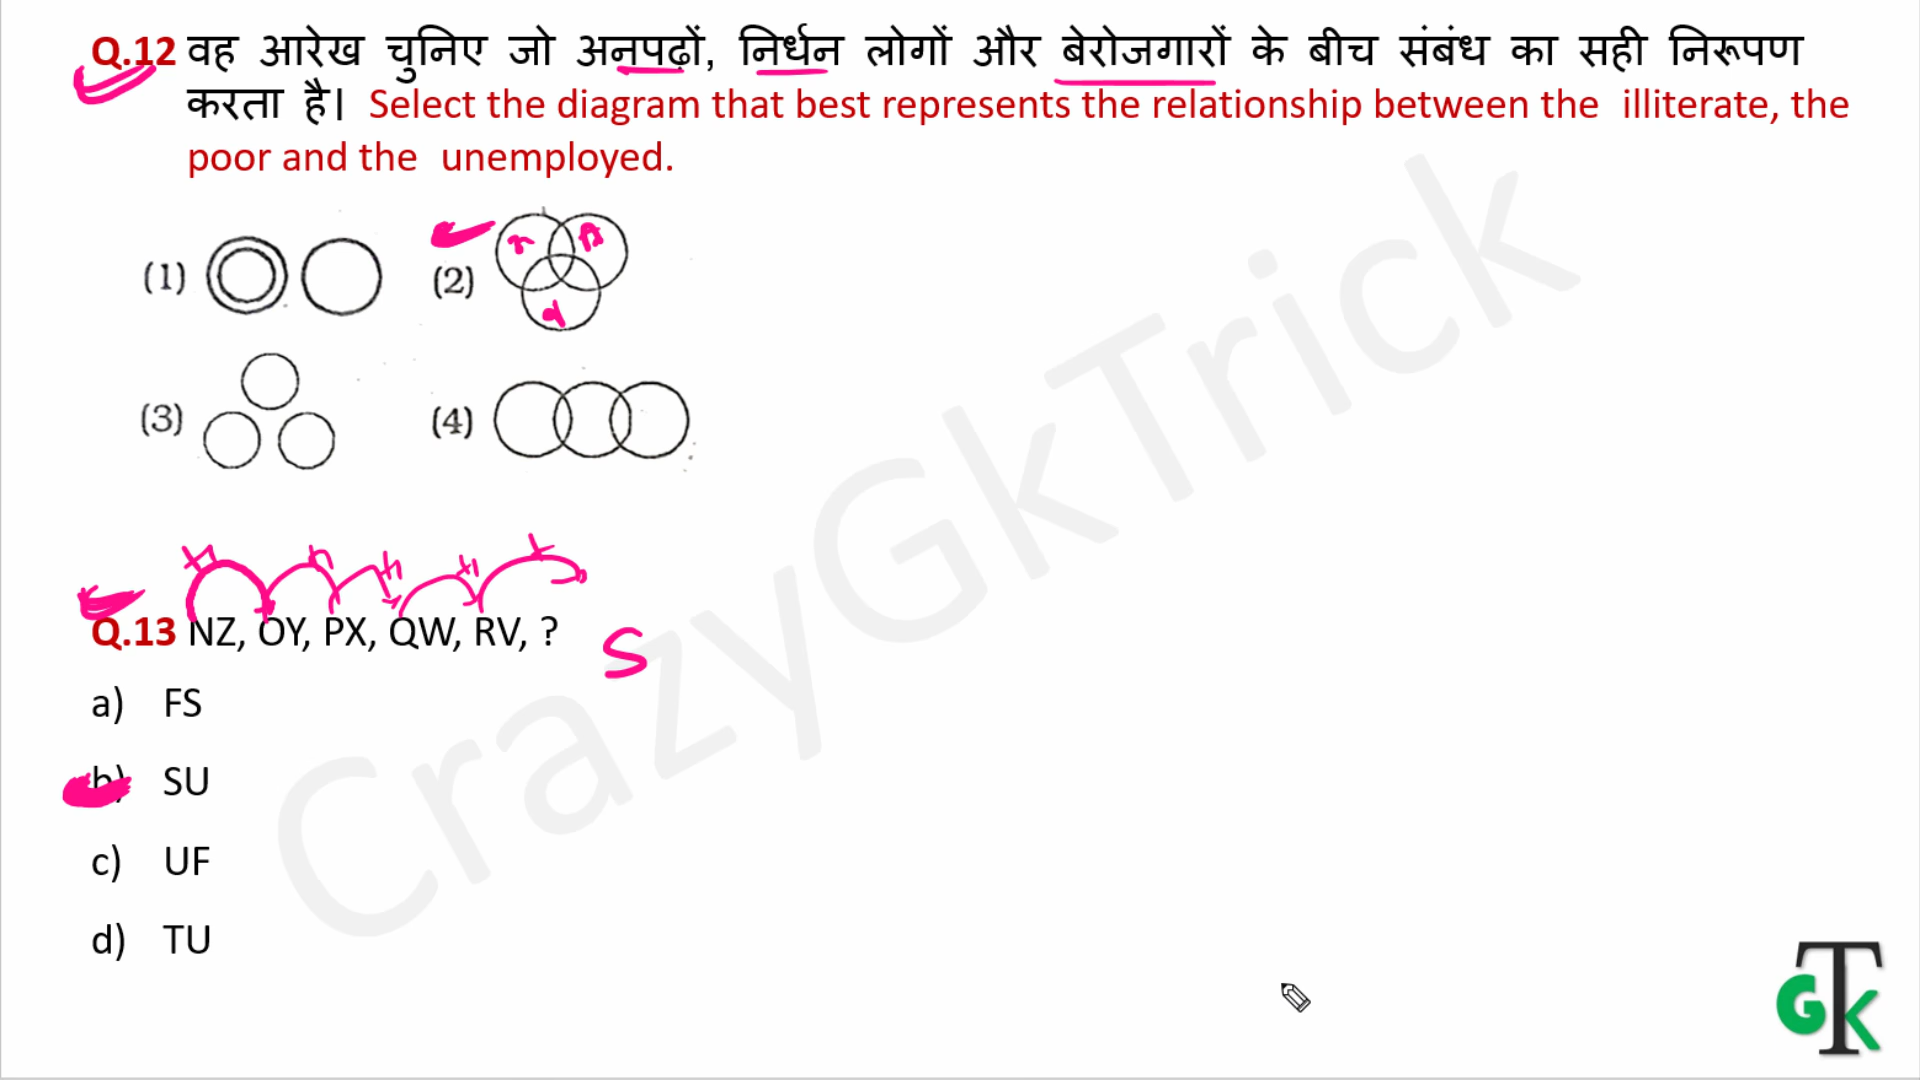 Q.12 वह आरेख चुनिए जो अनपढ़ों, निर्धन लोगों और बेरोजगारों के बीच संबंध का सही निरूपण
करता है। Select the diagram that best represents the relationship between the illiterate, the
poor and the unemployed.
(1) (2)
(3) (4)
Q.13 NZ, OY, PX, QW, RV, ? S
a) FS
b) SU
c) UF
d) TU
CrazyGkTrick
GTK